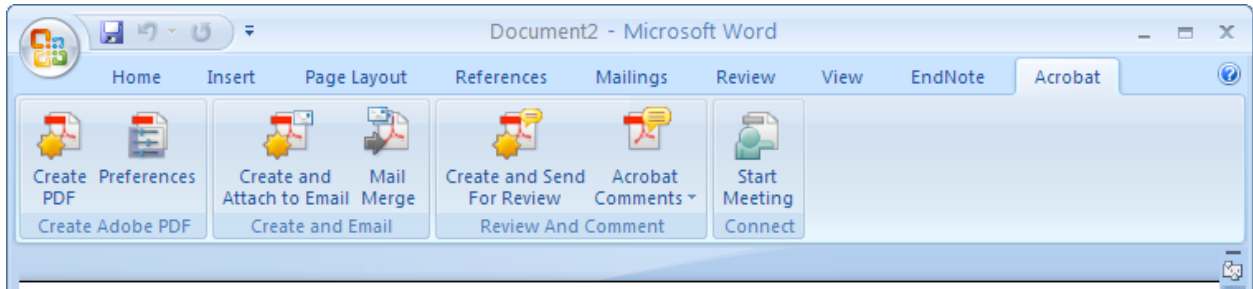 Document2 - Microsoft Word
Home Insert Page Layout References Mailings Review View EndNote Acrobat
Create PDF
Preferences
Create and Attach to Email
Mail Merge
Create and Send For Review
Acrobat Comments
Start Meeting
Create Adobe PDF
Create and Email
Review And Comment
Connect